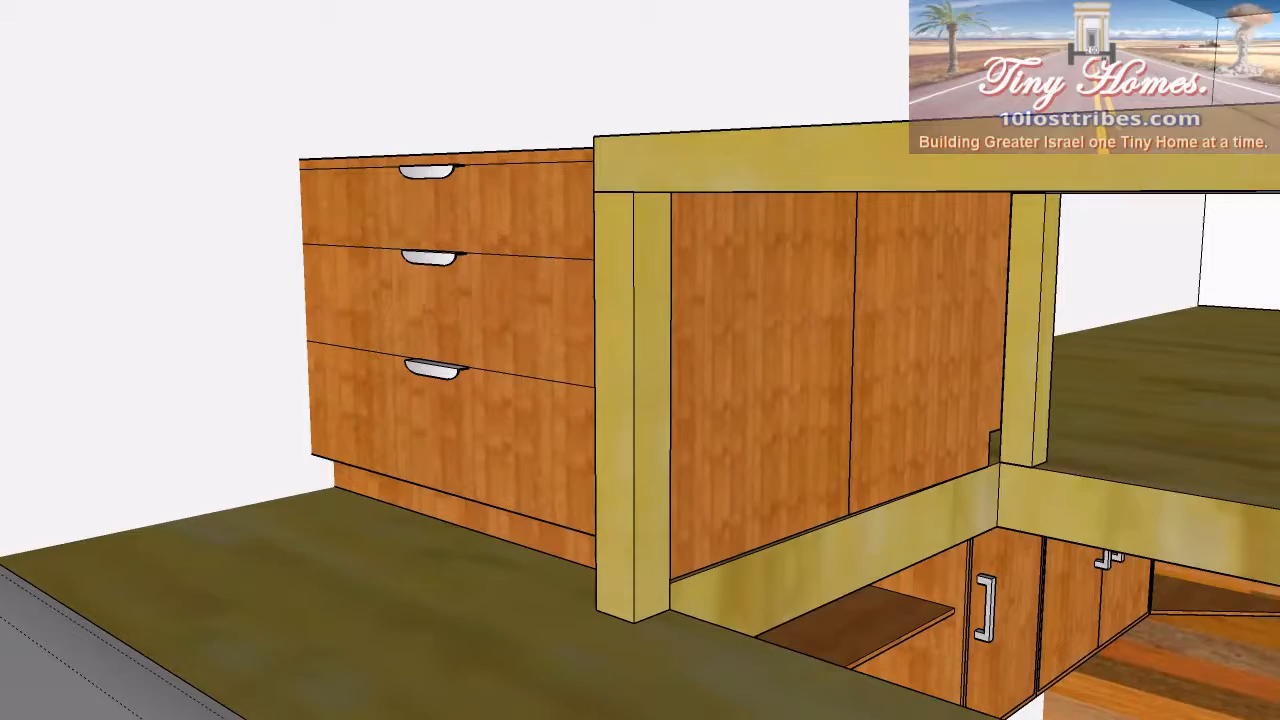 Tiny Homes.
10losttribes.com
Building Greater Israel one Tiny Home at a time.